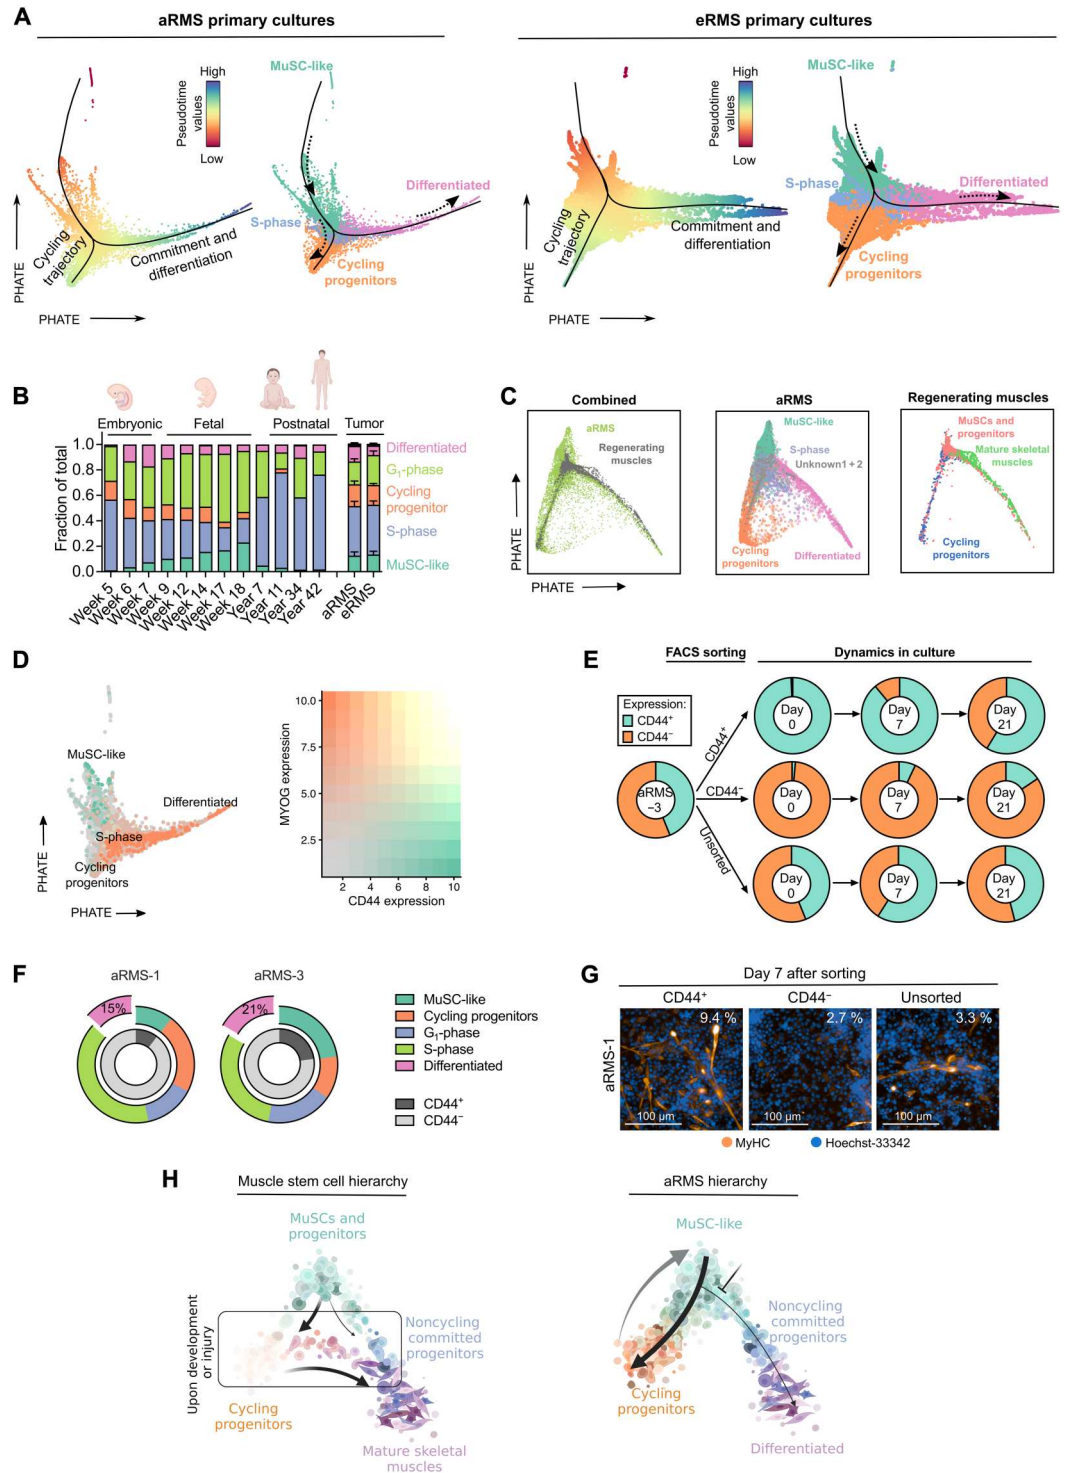 A
aRMS primary cultures
eRMS primary cultures
High
Pseudotime
values
Low
MuSC-like
Differentiated
S-phase
Cycling
progenitors
Cycling
trajectory
Commitment and
differentiation
PHATE
PHATE
High
Pseudotime
values
Low
MuSC-like
S-phase
Differentiated
Cycling
progenitors
Cycling
trajectory
Commitment and
differentiation
PHATE
PHATE
B
Embryonic
Fetal
Postnatal
Tumor
Fraction of total
1.0
0.8
0.6
0.4
0.2
0.0
Differentiated
G1-phase
Cycling
progenitor
S-phase
MuSC-like
Week 5
Week 6
Week 7
Week 9
Week 12
Week 14
Week 17
Week 18
Year 7
Year 11
Year 34
Year 42
aRMS
eRMS
C
Combined
aRMS
Regenerating
muscles
PHATE
PHATE
aRMS
MuSC-like
S-phase
Unknown1 + 2
Cycling
progenitors
Differentiated
Regenerating muscles
MuSCs and
progenitors
Mature skeletal
muscles
Cycling
progenitors
D
MuSC-like
Differentiated
S-phase
Cycling
progenitors
PHATE
PHATE
MYOG expression
10.0
7.5
5.0
2.5
2
4
6
8
10
CD44 expression
E
FACS sorting
Dynamics in culture
Expression:
CD44+
CD44−
aRMS
−3
CD44+
CD44−
Unsorted
Day
0
Day
7
Day
21
Day
0
Day
7
Day
21
Day
0
Day
7
Day
21
F
aRMS-1
aRMS-3
15%
21%
MuSC-like
Cycling progenitors
G1-phase
S-phase
Differentiated
CD44+
CD44−
G
Day 7 after sorting
CD44+
CD44−
Unsorted
aRMS-1
9.4 %
2.7 %
3.3 %
100 µm
100 µm
100 µm
MyHC
Hoechst-33342
H
Muscle stem cell hierarchy
MuSCs and
progenitors
Upon development
or injury
Noncycling
committed
progenitors
Cycling
progenitors
Mature skeletal
muscles
aRMS hierarchy
MuSC-like
Noncycling
committed
progenitors
Cycling
progenitors
Differentiated